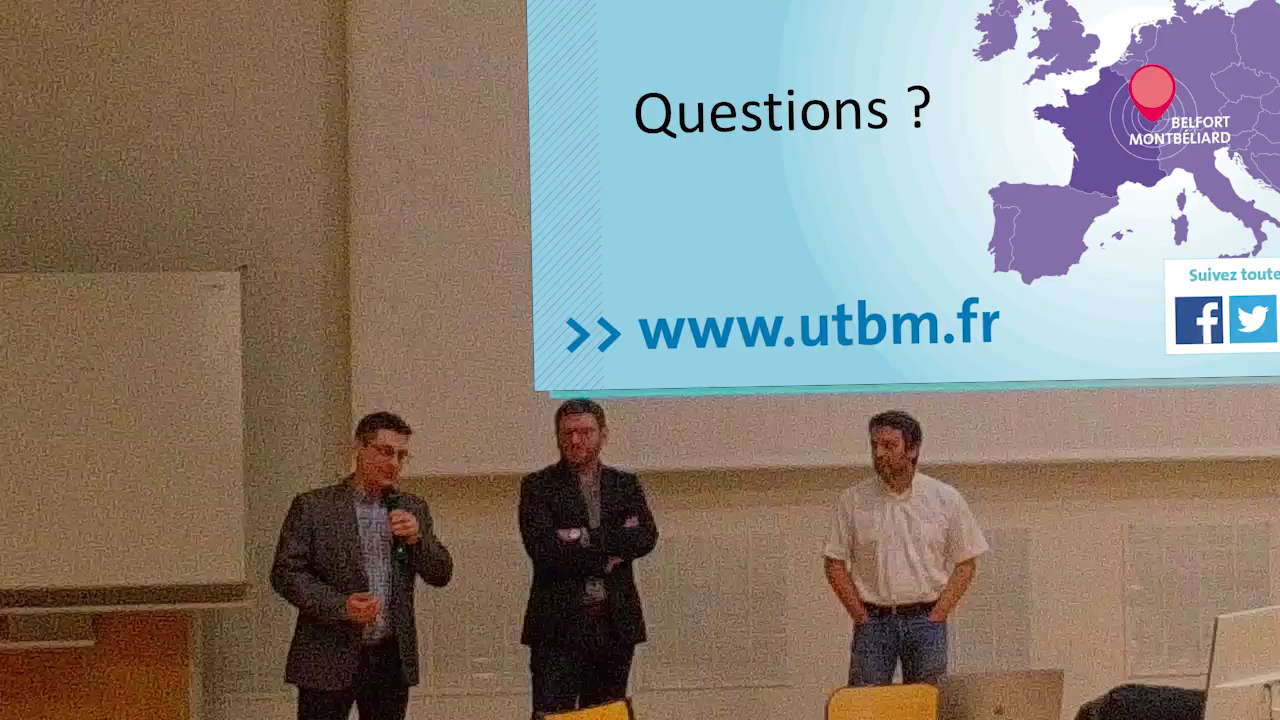 Questions ?
BELFORT
MONTBÉLIARD
www.utbm.fr
Suivez toute